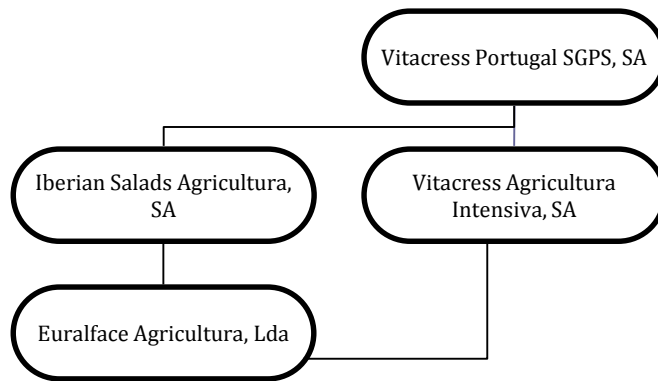 Vitacress Portugal SGPS, SA
Iberian Salads Agricultura,
SA
Vitacress Agricultura
Intensiva, SA
Euralface Agricultura, Lda